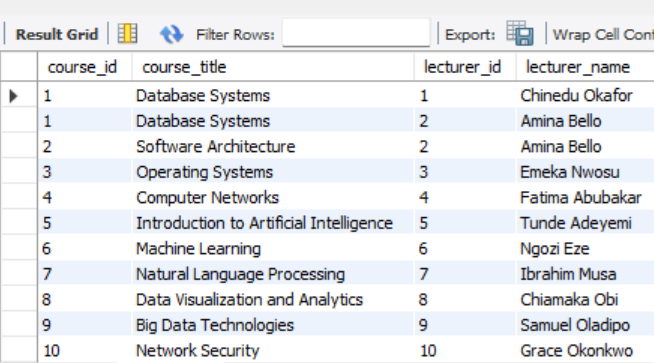 Result Grid Filter Rows: Export: Wrap Cell Cont
course_id course_title lecturer_id lecturer_name
1 Database Systems 1 Chinedu Okafor
1 Database Systems 2 Amina Bello
2 Software Architecture 2 Amina Bello
3 Operating Systems 3 Emeka Nwosu
4 Computer Networks 4 Fatima Abubakar
5 Introduction to Artificial Intelligence 5 Tunde Adeyemi
6 Machine Learning 6 Ngozi Eze
7 Natural Language Processing 7 Ibrahim Musa
8 Data Visualization and Analytics 8 Chiamaka Obi
9 Big Data Technologies 9 Samuel Oladipo
10 Network Security 10 Grace Okonkwo